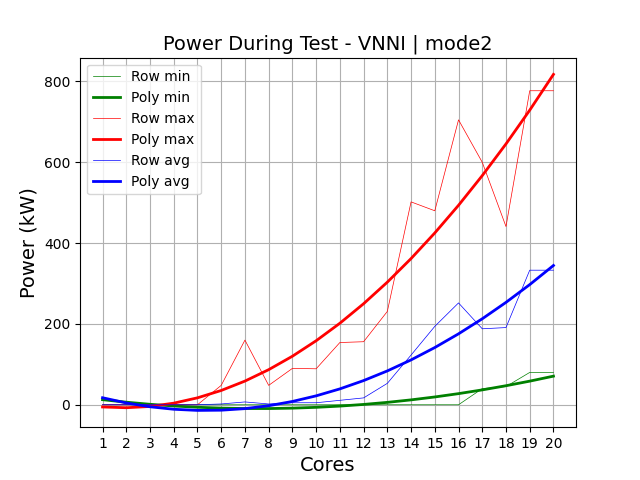 Power During Test - VNNI | mode2
Row min
Poly min
Row max
Poly max
Row avg
Poly avg
800
600
400
200
0
Power (kW)
1 2 3 4 5 6 7 8 9 10 11 12 13 14 15 16 17 18 19 20
Cores